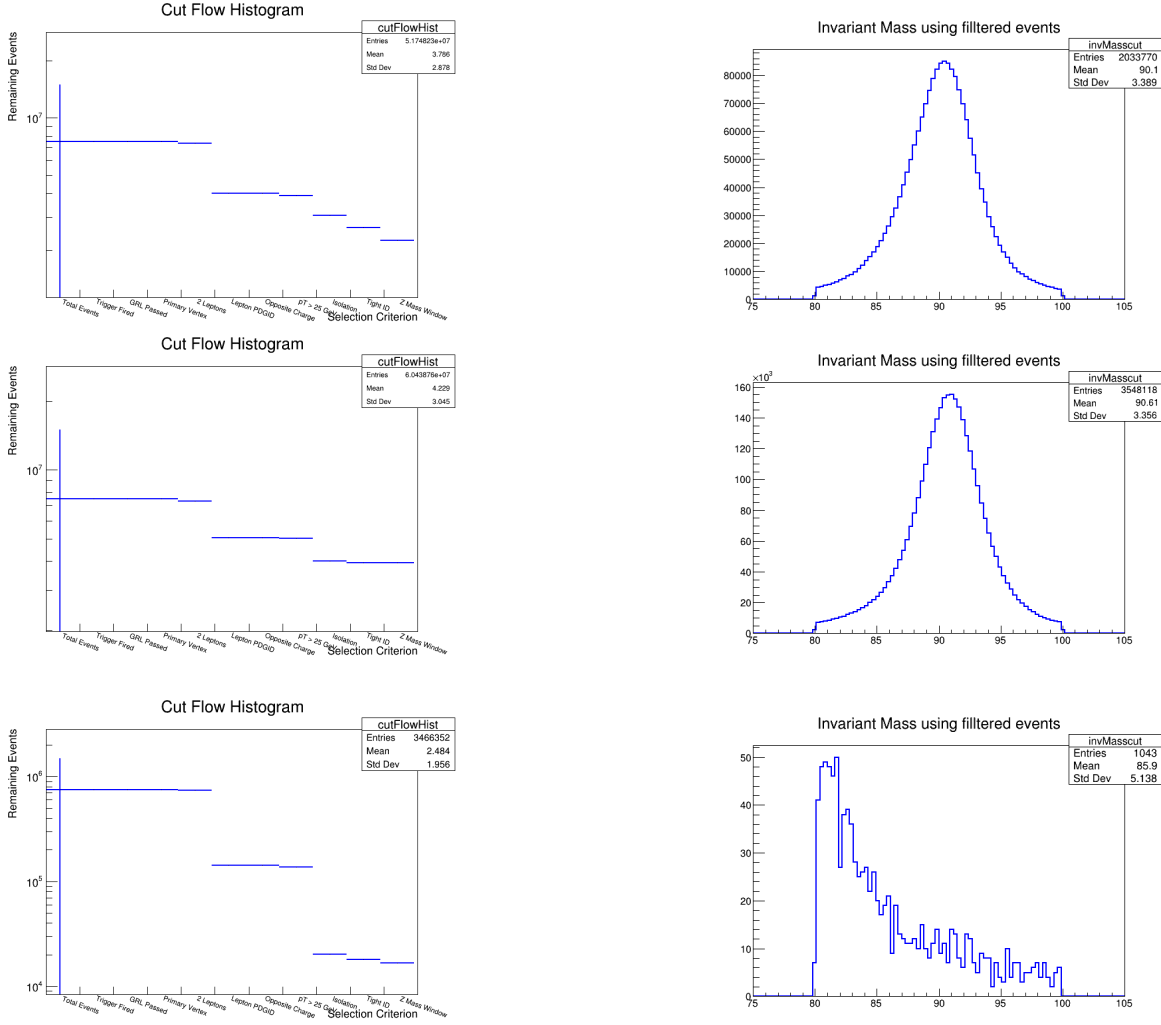 Cut Flow Histogram
cutFlowHist
Entries 5.174823e+07
Mean 3.786
Std Dev 2.878
Remaining Events
10^7
Total Events
Trigger Fired
GRL Passed
Primary Vertex
2 Leptons
Lepton PDGID
Opposite Charge
pT > 25 GeV
Isolation
Tight ID
Z Mass Window
Selection Criterion
Invariant Mass using filltered events
invMasscut
Entries 2033770
Mean 90.1
Std Dev 3.389
80000
70000
60000
50000
40000
30000
20000
10000
0
75 80 85 90 95 100 105
Cut Flow Histogram
cutFlowHist
Entries 6.043876e+07
Mean 4.229
Std Dev 3.045
Remaining Events
10^7
Total Events
Trigger Fired
GRL Passed
Primary Vertex
2 Leptons
Lepton PDGID
Opposite Charge
pT > 25 GeV
Isolation
Tight ID
Z Mass Window
Selection Criterion
Invariant Mass using filltered events
invMasscut
Entries 3548118
Mean 90.61
Std Dev 3.356
×10^3
160
140
120
100
80
60
40
20
0
75 80 85 90 95 100 105
Cut Flow Histogram
cutFlowHist
Entries 3466352
Mean 2.484
Std Dev 1.956
Remaining Events
10^6
10^5
10^4
Total Events
Trigger Fired
GRL Passed
Primary Vertex
2 Leptons
Lepton PDGID
Opposite Charge
pT > 25 GeV
Isolation
Tight ID
Z Mass Window
Selection Criterion
Invariant Mass using filltered events
invMasscut
Entries 1043
Mean 85.9
Std Dev 5.138
50
40
30
20
10
0
75 80 85 90 95 100 105